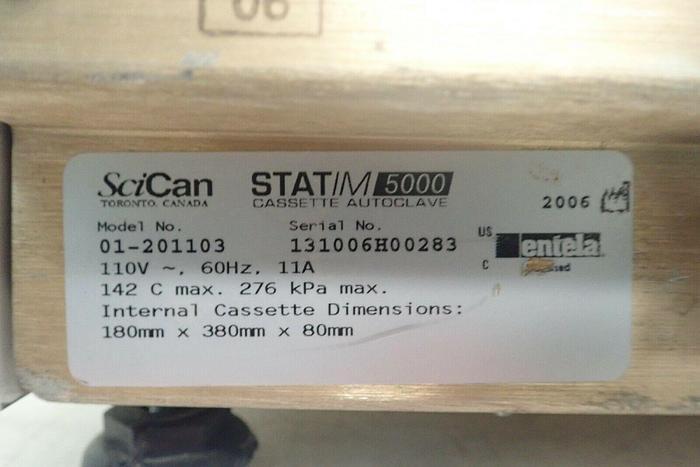 06
SciCan STATIM 5000
TORONTO, CANADA CASSETTE AUTOCLAVE
2006
Model No. Serial No.
01-201103 131006H00283
US
entela
C
110V ~, 60Hz, 11A
142 C max. 276 kPa max.
Internal Cassette Dimensions:
180mm x 380mm x 80mm